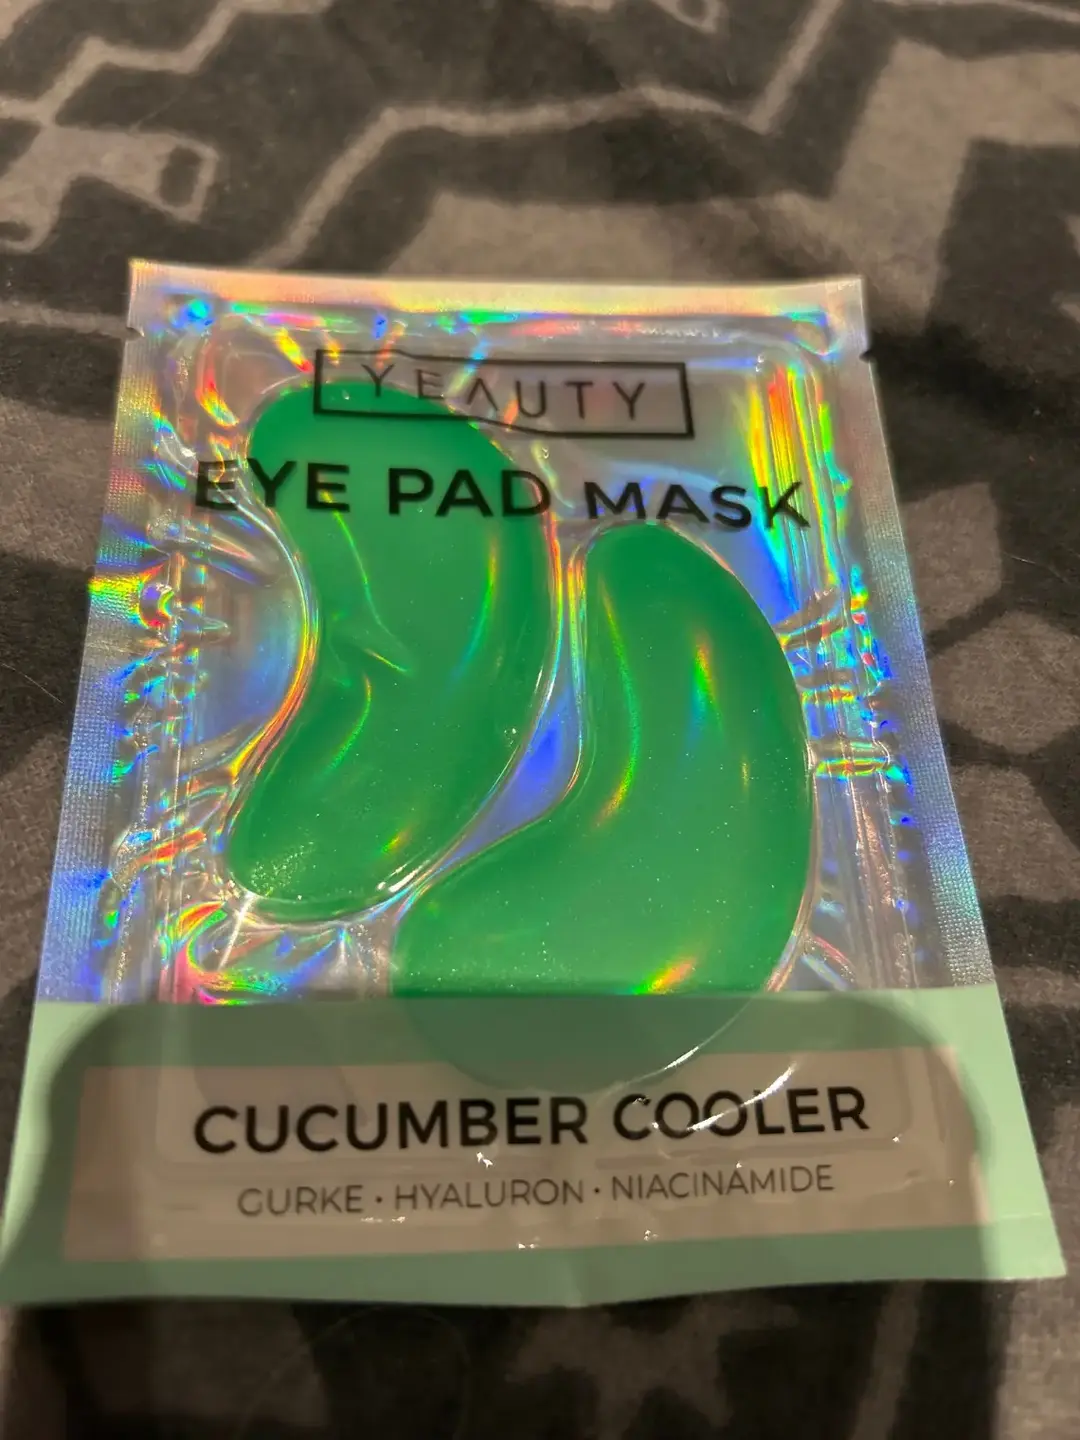 YEAUTY
EYE PAD MASK
CUCUMBER COOLER
GURKE • HYALURON • NIACINAMIDE